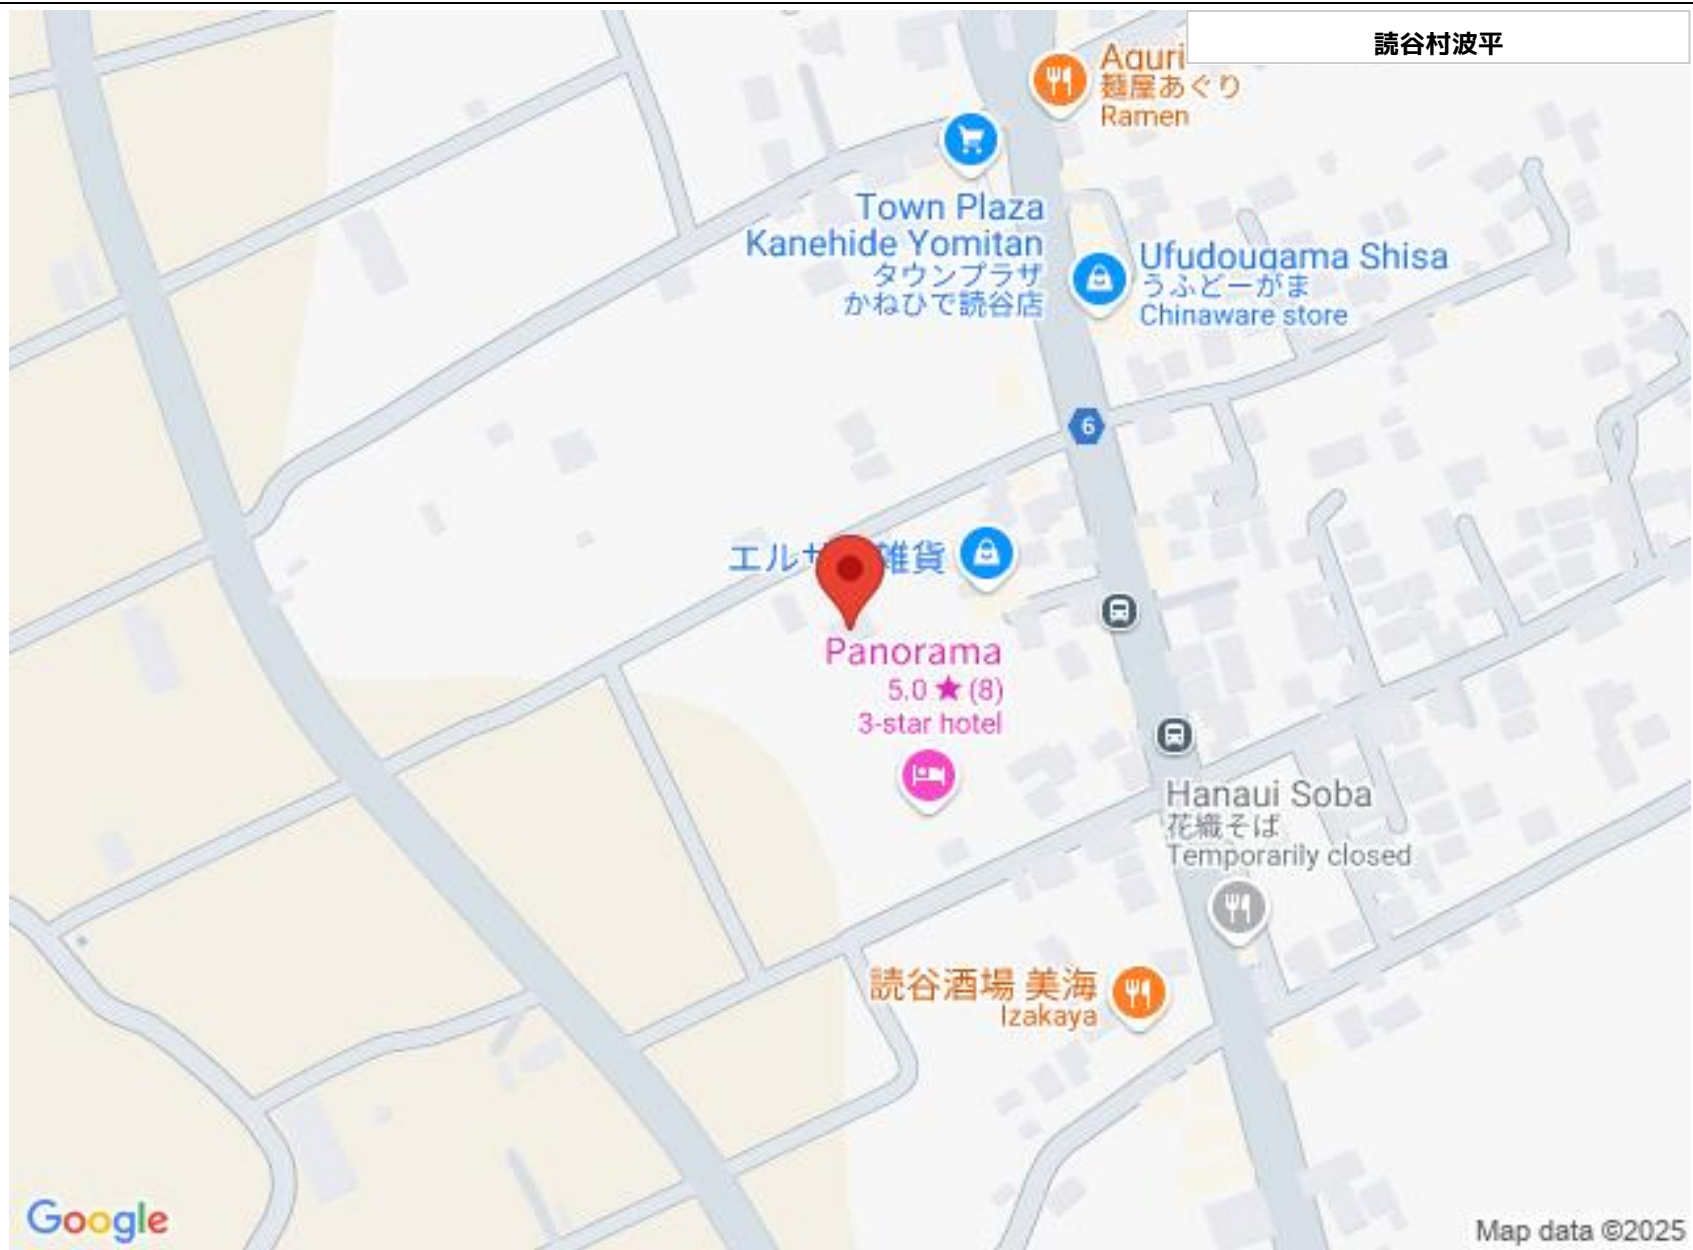 読谷村波平
Aguri
麺屋あぐり
Ramen
Town Plaza
Kanehide Yomitan
タウンプラザ
かねひで読谷店
Ufudougama Shisa
うふどーがま
Chinaware store
6
エルザ 雑貨
Panorama
5.0 ★ (8)
3-star hotel
Hanaui Soba
花織そば
Temporarily closed
読谷酒場 美海
Izakaya
Google
Map data ©2025